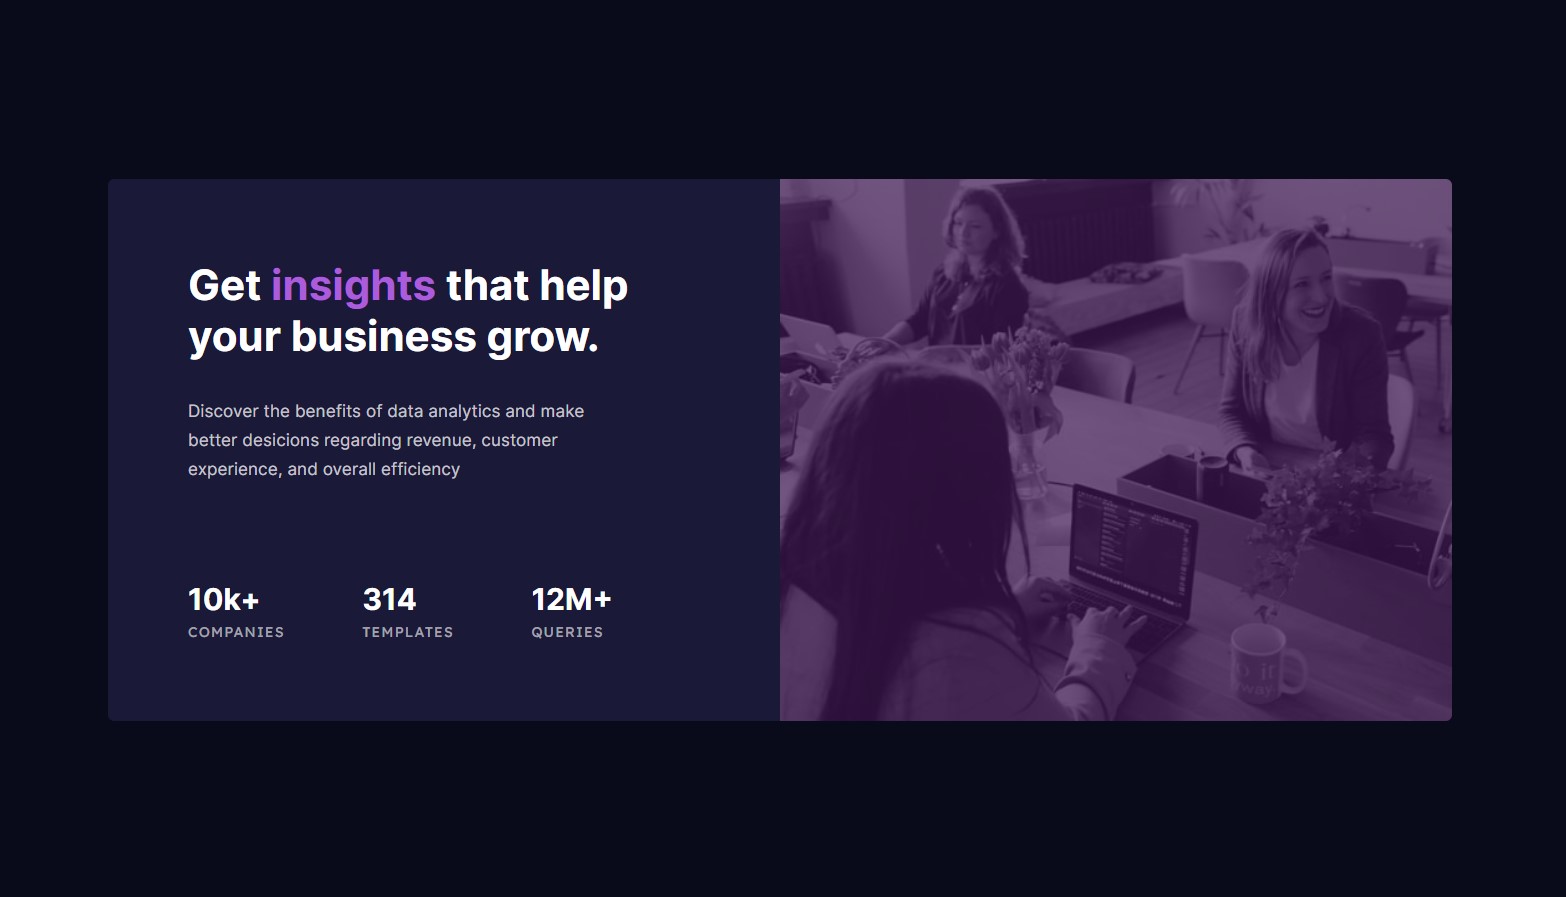 Get insights that help
your business grow.
Discover the benefits of data analytics and make
better desicions regarding revenue, customer
experience, and overall efficiency
10k+ 314 12M+
COMPANIES TEMPLATES QUERIES